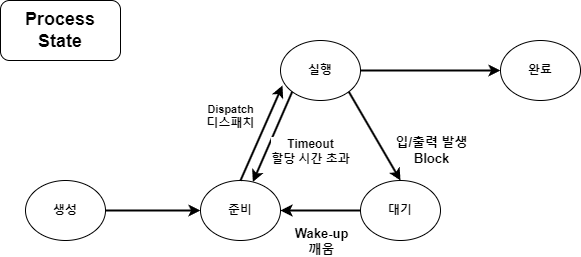 Process
State
실행
완료
Dispatch
디스패치
Timeout
할당 시간 초과
입/출력 발생
Block
생성
준비
대기
Wake-up
깨움